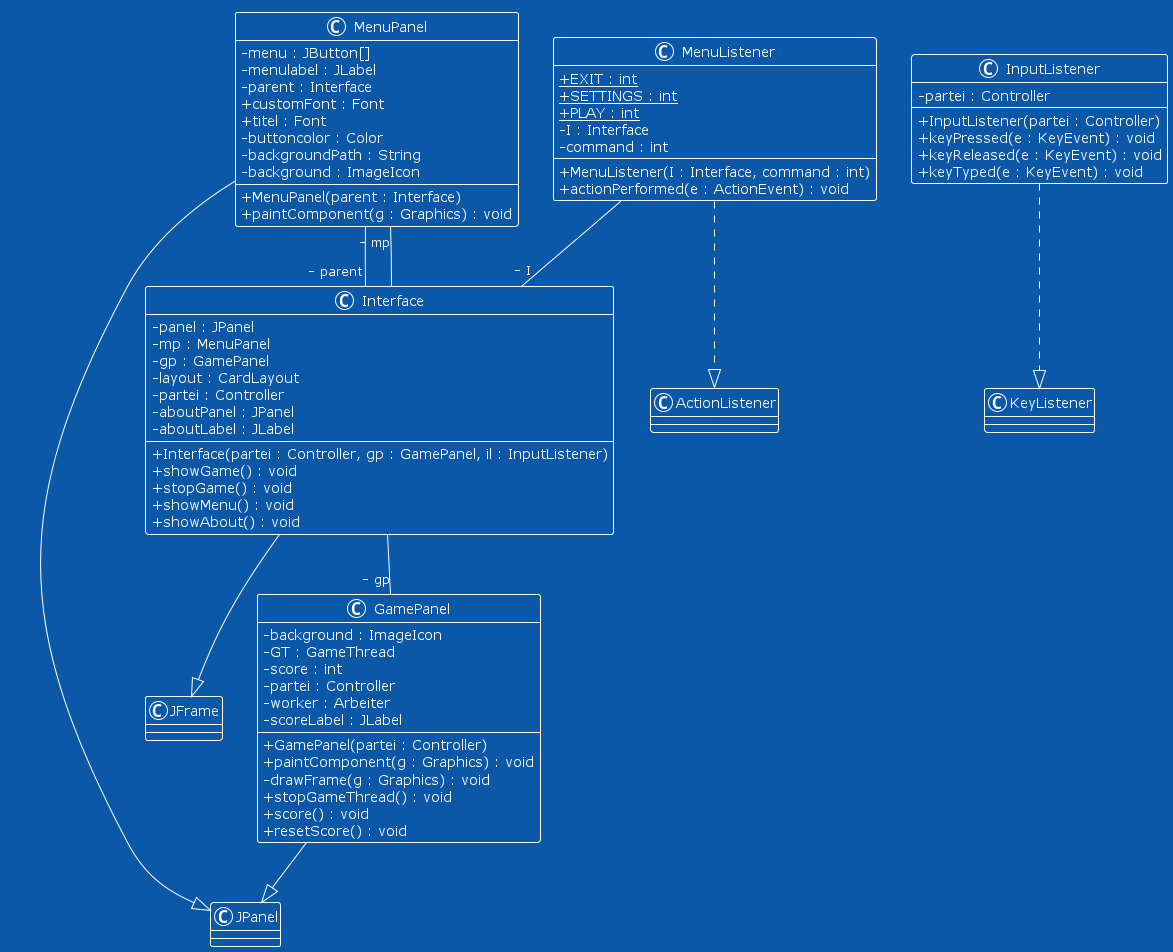 C MenuPanel
-menu : JButton[]
-menulabel : JLabel
-parent : Interface
+customFont : Font
+titel : Font
-buttoncolor : Color
-backgroundPath : String
-background : ImageIcon
+MenuPanel(parent : Interface)
+paintComponent(g : Graphics) : void
C MenuListener
+EXIT : int
+SETTINGS : int
+PLAY : int
-I : Interface
-command : int
+MenuListener(I : Interface, command : int)
+actionPerformed(e : ActionEvent) : void
C InputListener
-partei : Controller
+InputListener(partei : Controller)
+keyPressed(e : KeyEvent) : void
+keyReleased(e : KeyEvent) : void
+keyTyped(e : KeyEvent) : void
- mp
- parent
- I
C Interface
-panel : JPanel
-mp : MenuPanel
-gp : GamePanel
-layout : CardLayout
-partei : Controller
-aboutPanel : JPanel
-aboutLabel : JLabel
+Interface(partei : Controller, gp : GamePanel, il : InputListener)
+showGame() : void
+stopGame() : void
+showMenu() : void
+showAbout() : void
C ActionListener
C KeyListener
- gp
C GamePanel
-background : ImageIcon
-GT : GameThread
-score : int
-partei : Controller
-worker : Arbeiter
-scoreLabel : JLabel
+GamePanel(partei : Controller)
+paintComponent(g : Graphics) : void
-drawFrame(g : Graphics) : void
+stopGameThread() : void
+score() : void
+resetScore() : void
C JFrame
C JPanel